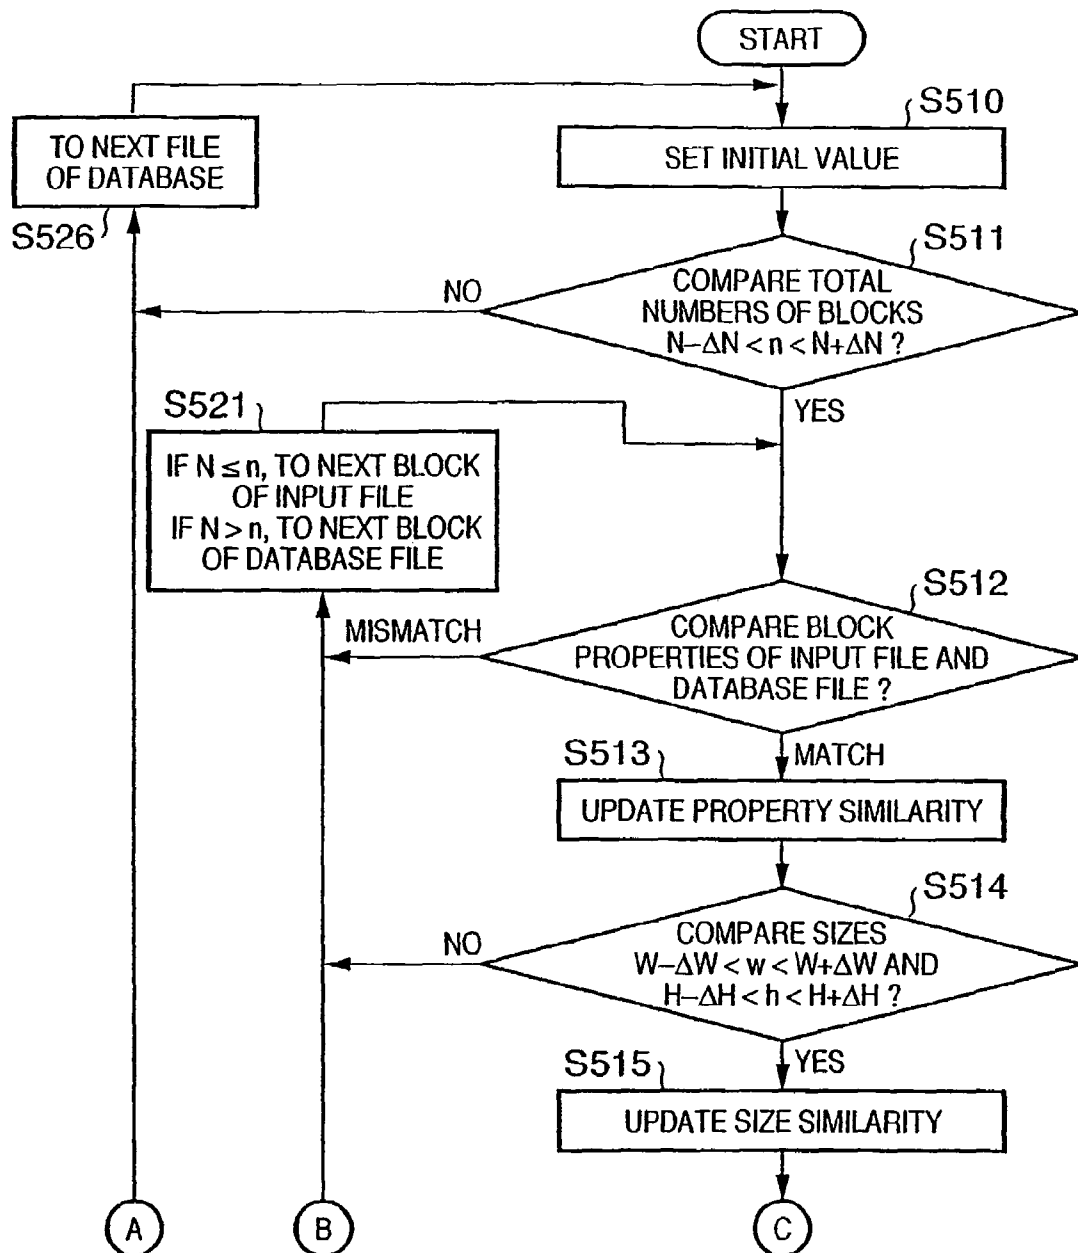 START
S510
TO NEXT FILE
OF DATABASE
SET INITIAL VALUE
S526
S511
NO
COMPARE TOTAL
NUMBERS OF BLOCKS
N−ΔN < n < N+ΔN ?
YES
S521
IF N ≤ n, TO NEXT BLOCK
OF INPUT FILE
IF N > n, TO NEXT BLOCK
OF DATABASE FILE
S512
MISMATCH
COMPARE BLOCK
PROPERTIES OF INPUT FILE AND
DATABASE FILE ?
S513
MATCH
UPDATE PROPERTY SIMILARITY
S514
NO
COMPARE SIZES
W−ΔW < w < W+ΔW AND
H−ΔH < h < H+ΔH ?
S515
YES
UPDATE SIZE SIMILARITY
A
B
C